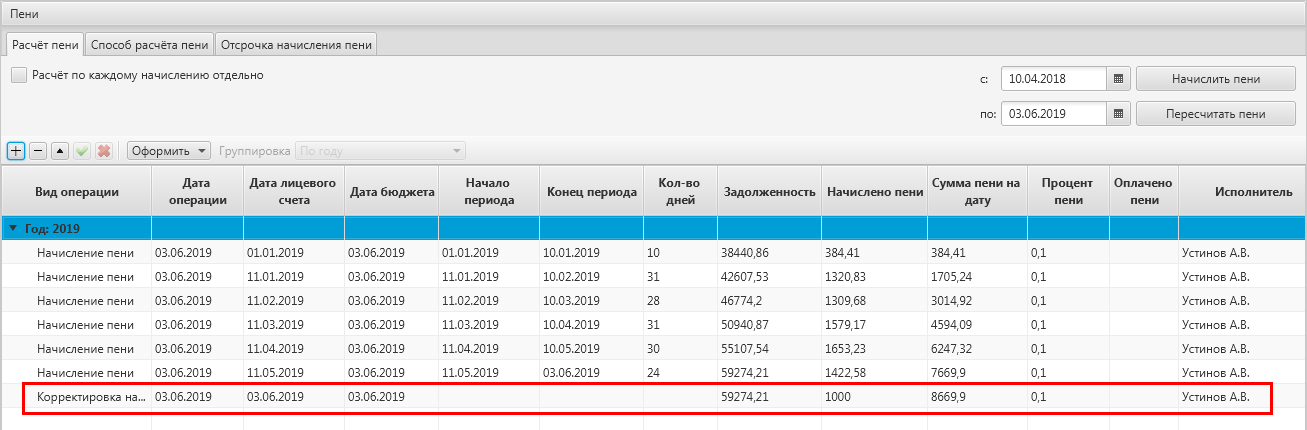 Пени
Расчёт пени Способ расчёта пени Отсрочка начисления пени
Расчёт по каждому начислению отдельно с: 10.04.2018 Начислить пени
по: 03.06.2019 Пересчитать пени
Оформить Группировка По году
Вид операции Дата операции Дата лицевого счета Дата бюджета Начало периода Конец периода Кол-во дней Задолженность Начислено пени Сумма пени на дату Процент пени Оплачено пени Исполнитель
Год: 2019
Начисление пени 03.06.2019 01.01.2019 03.06.2019 01.01.2019 10.01.2019 10 38440,86 384,41 384,41 0,1 Устинов А.В.
Начисление пени 03.06.2019 11.01.2019 03.06.2019 11.01.2019 10.02.2019 31 42607,53 1320,83 1705,24 0,1 Устинов А.В.
Начисление пени 03.06.2019 11.02.2019 03.06.2019 11.02.2019 10.03.2019 28 46774,2 1309,68 3014,92 0,1 Устинов А.В.
Начисление пени 03.06.2019 11.03.2019 03.06.2019 11.03.2019 10.04.2019 31 50940,87 1579,17 4594,09 0,1 Устинов А.В.
Начисление пени 03.06.2019 11.04.2019 03.06.2019 11.04.2019 10.05.2019 30 55107,54 1653,23 6247,32 0,1 Устинов А.В.
Начисление пени 03.06.2019 11.05.2019 03.06.2019 11.05.2019 03.06.2019 24 59274,21 1422,58 7669,9 0,1 Устинов А.В.
Корректировка на... 03.06.2019 03.06.2019 03.06.2019 59274,21 1000 8669,9 0,1 Устинов А.В.